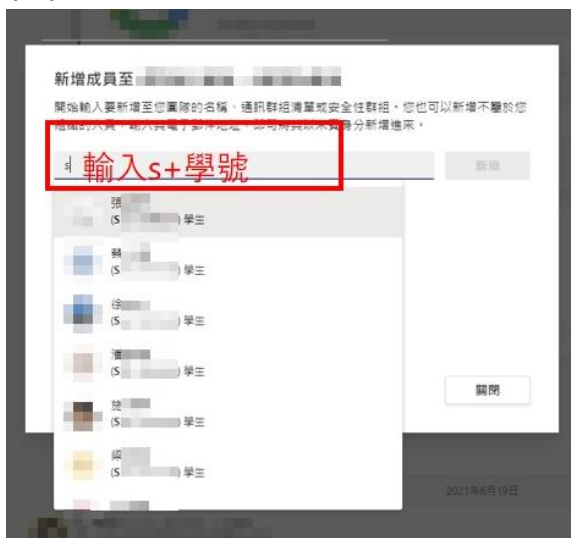 新增成員至
開始輸入要新增至您團隊的名稱、通訊群組清單或安全性群組。您也可以新增不屬於您
組織的人員，輸入其電子郵件地址，即可將其以來賓身分新增進來。
s 輸入s+學號
新增
張
(S ) 學生
蔡
(S ) 學生
徐
(S ) 學生
潘
(S ) 學生
(S ) 學生
(S ) 學生
關閉
2021年6月19日